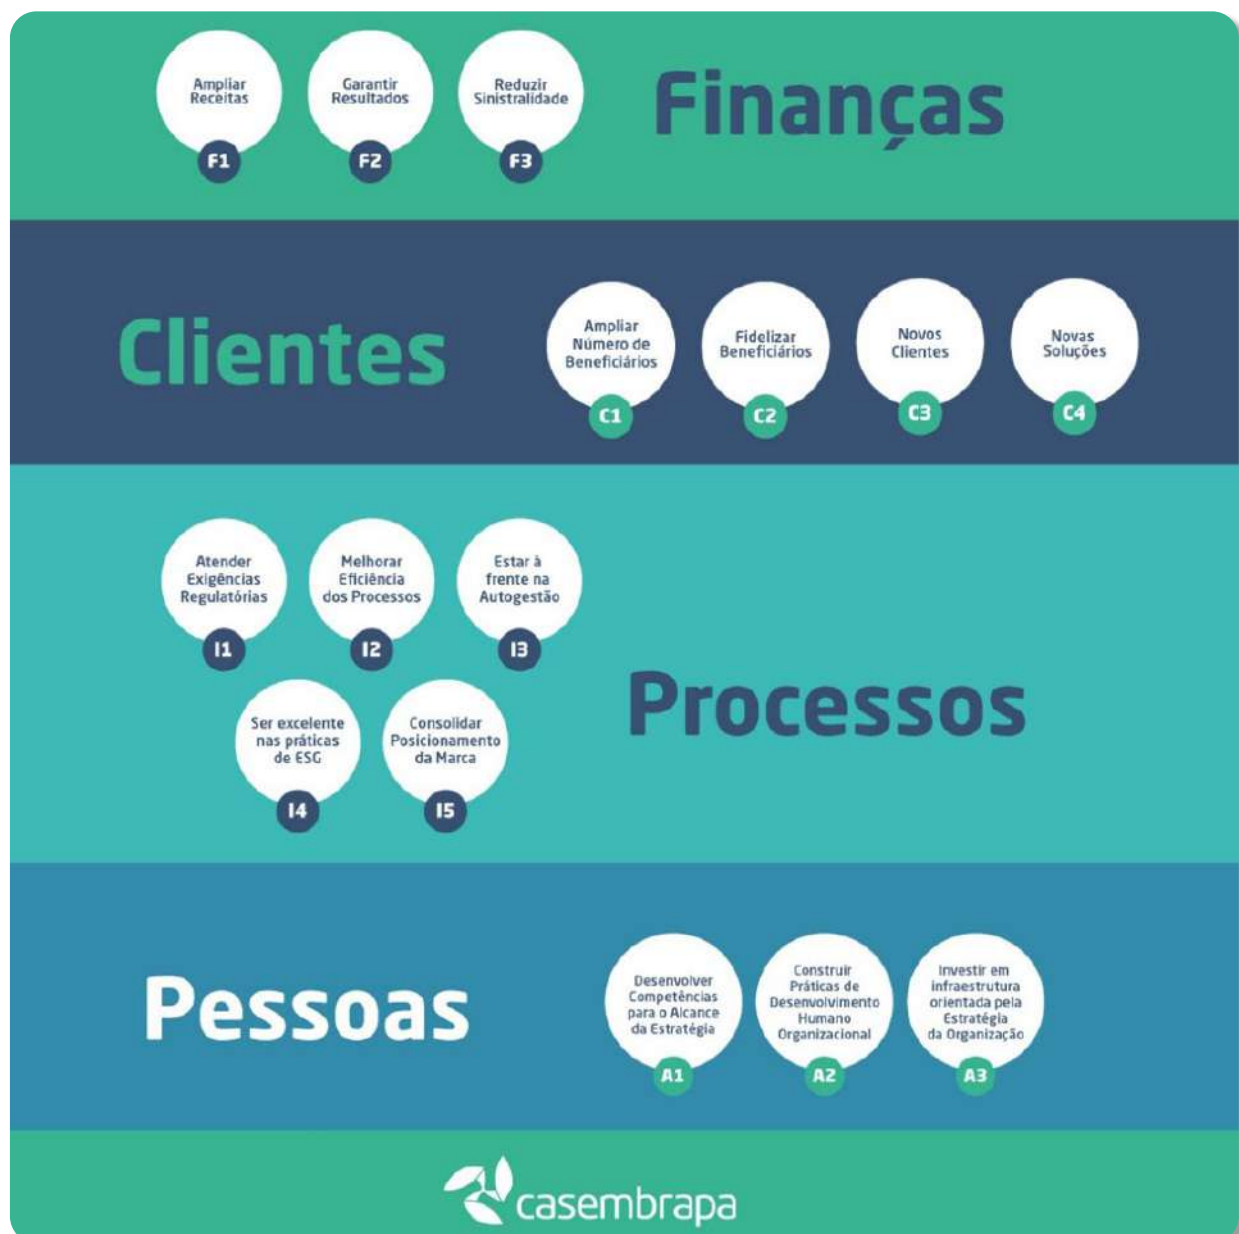 Ampliar
Receitas
F1
Garantir
Resultados
F2
Reduzir
Sinistralidade
F3
Finanças
Clientes
Ampliar
Número de
Beneficiários
C1
Fidelizar
Beneficiários
C2
Novos
Clientes
C3
Novas
Soluções
C4
Atender
Exigências
Regulatórias
I1
Melhorar
Eficiência
dos Processos
I2
Estar à
frente na
Autogestão
I3
Ser excelente
nas práticas
de ESG
I4
Consolidar
Posicionamento
da Marca
I5
Processos
Pessoas
Desenvolver
Competências
para o Alcance
da Estratégia
A1
Construir
Práticas de
Desenvolvimento
Humano
Organizacional
A2
Investir em
infraestrutura
orientada pela
Estratégia
da Organização
A3
casembrapa